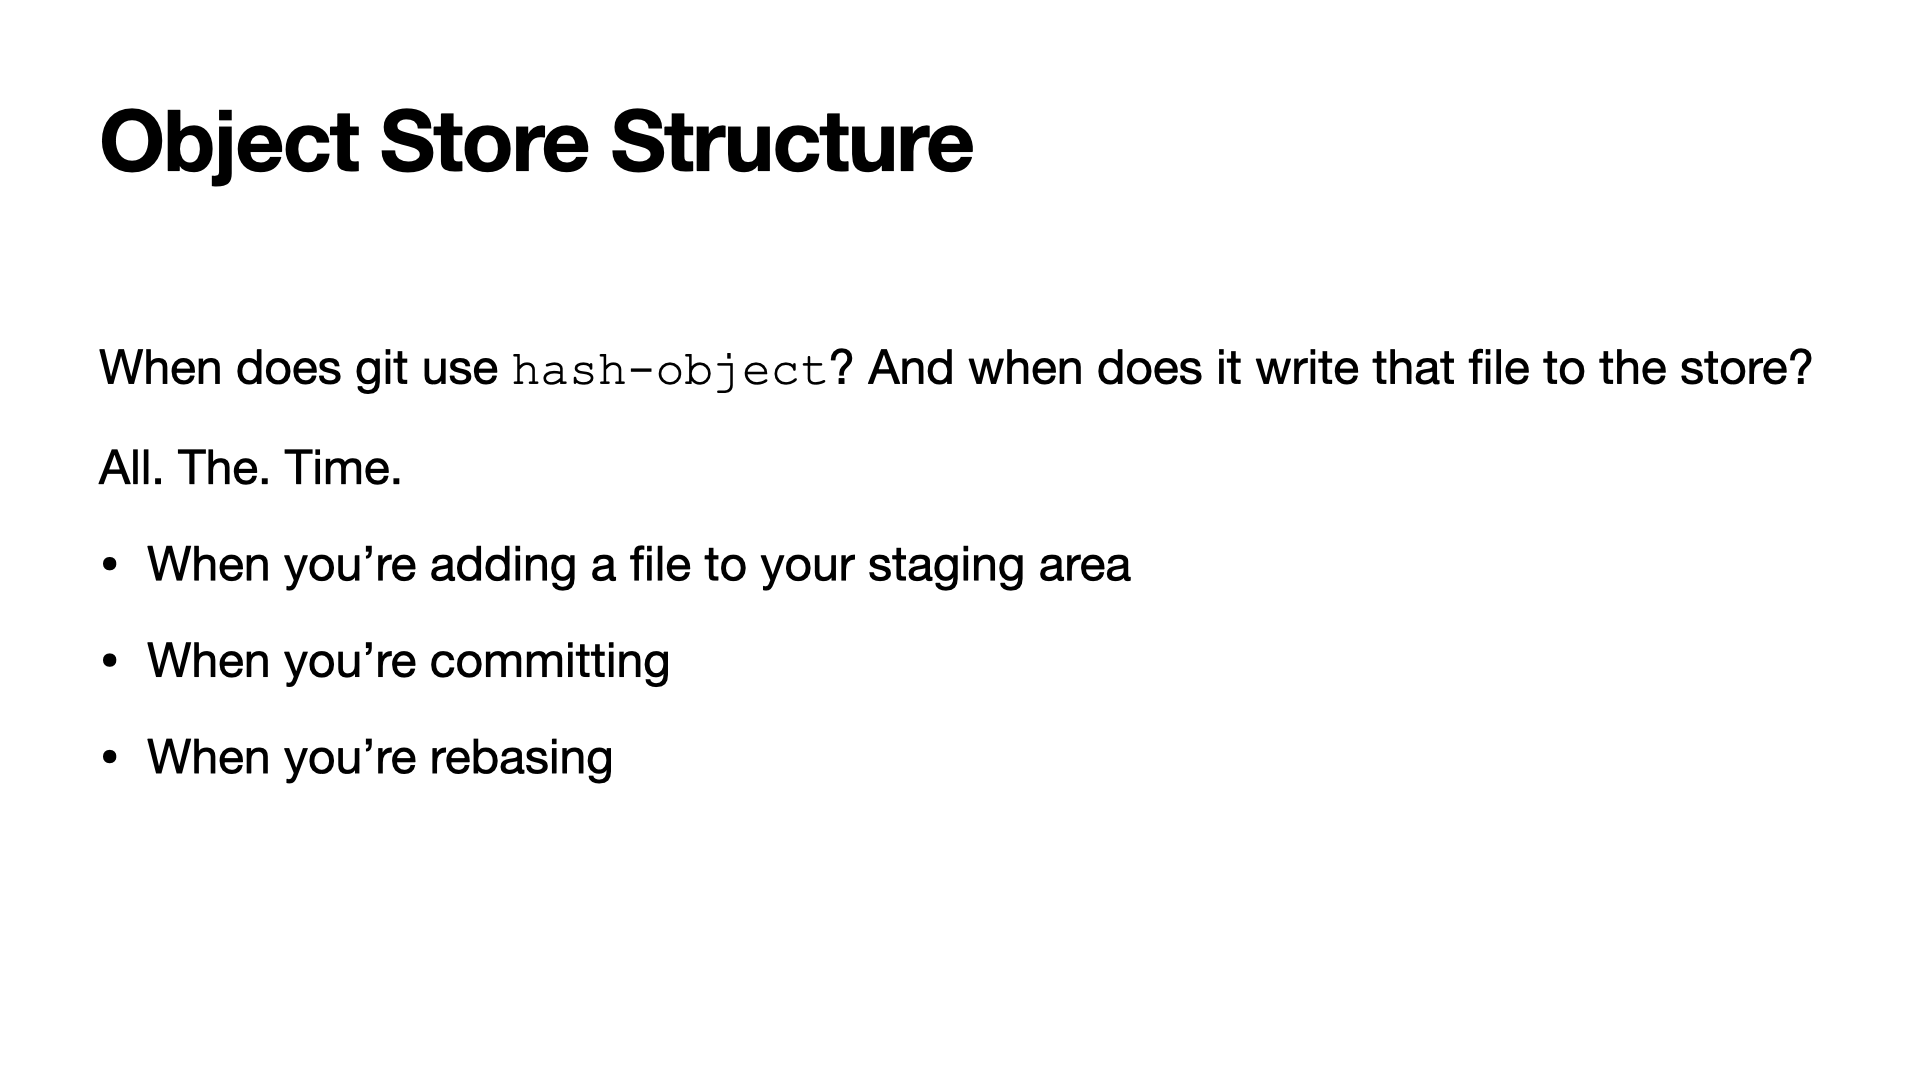 Object Store Structure
When does git use hash-object? And when does it write that file to the store?
All. The. Time.
• When you’re adding a file to your staging area
• When you’re committing
• When you’re rebasing